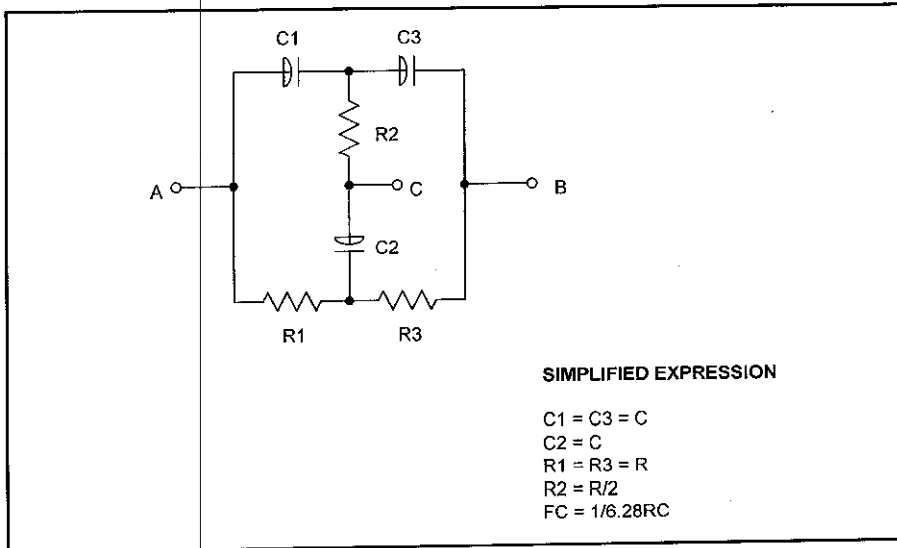 C1
C3
R2
A
C
B
C2
R1
R3
SIMPLIFIED EXPRESSION
C1 = C3 = C
C2 = C
R1 = R3 = R
R2 = R/2
FC = 1/6.28RC